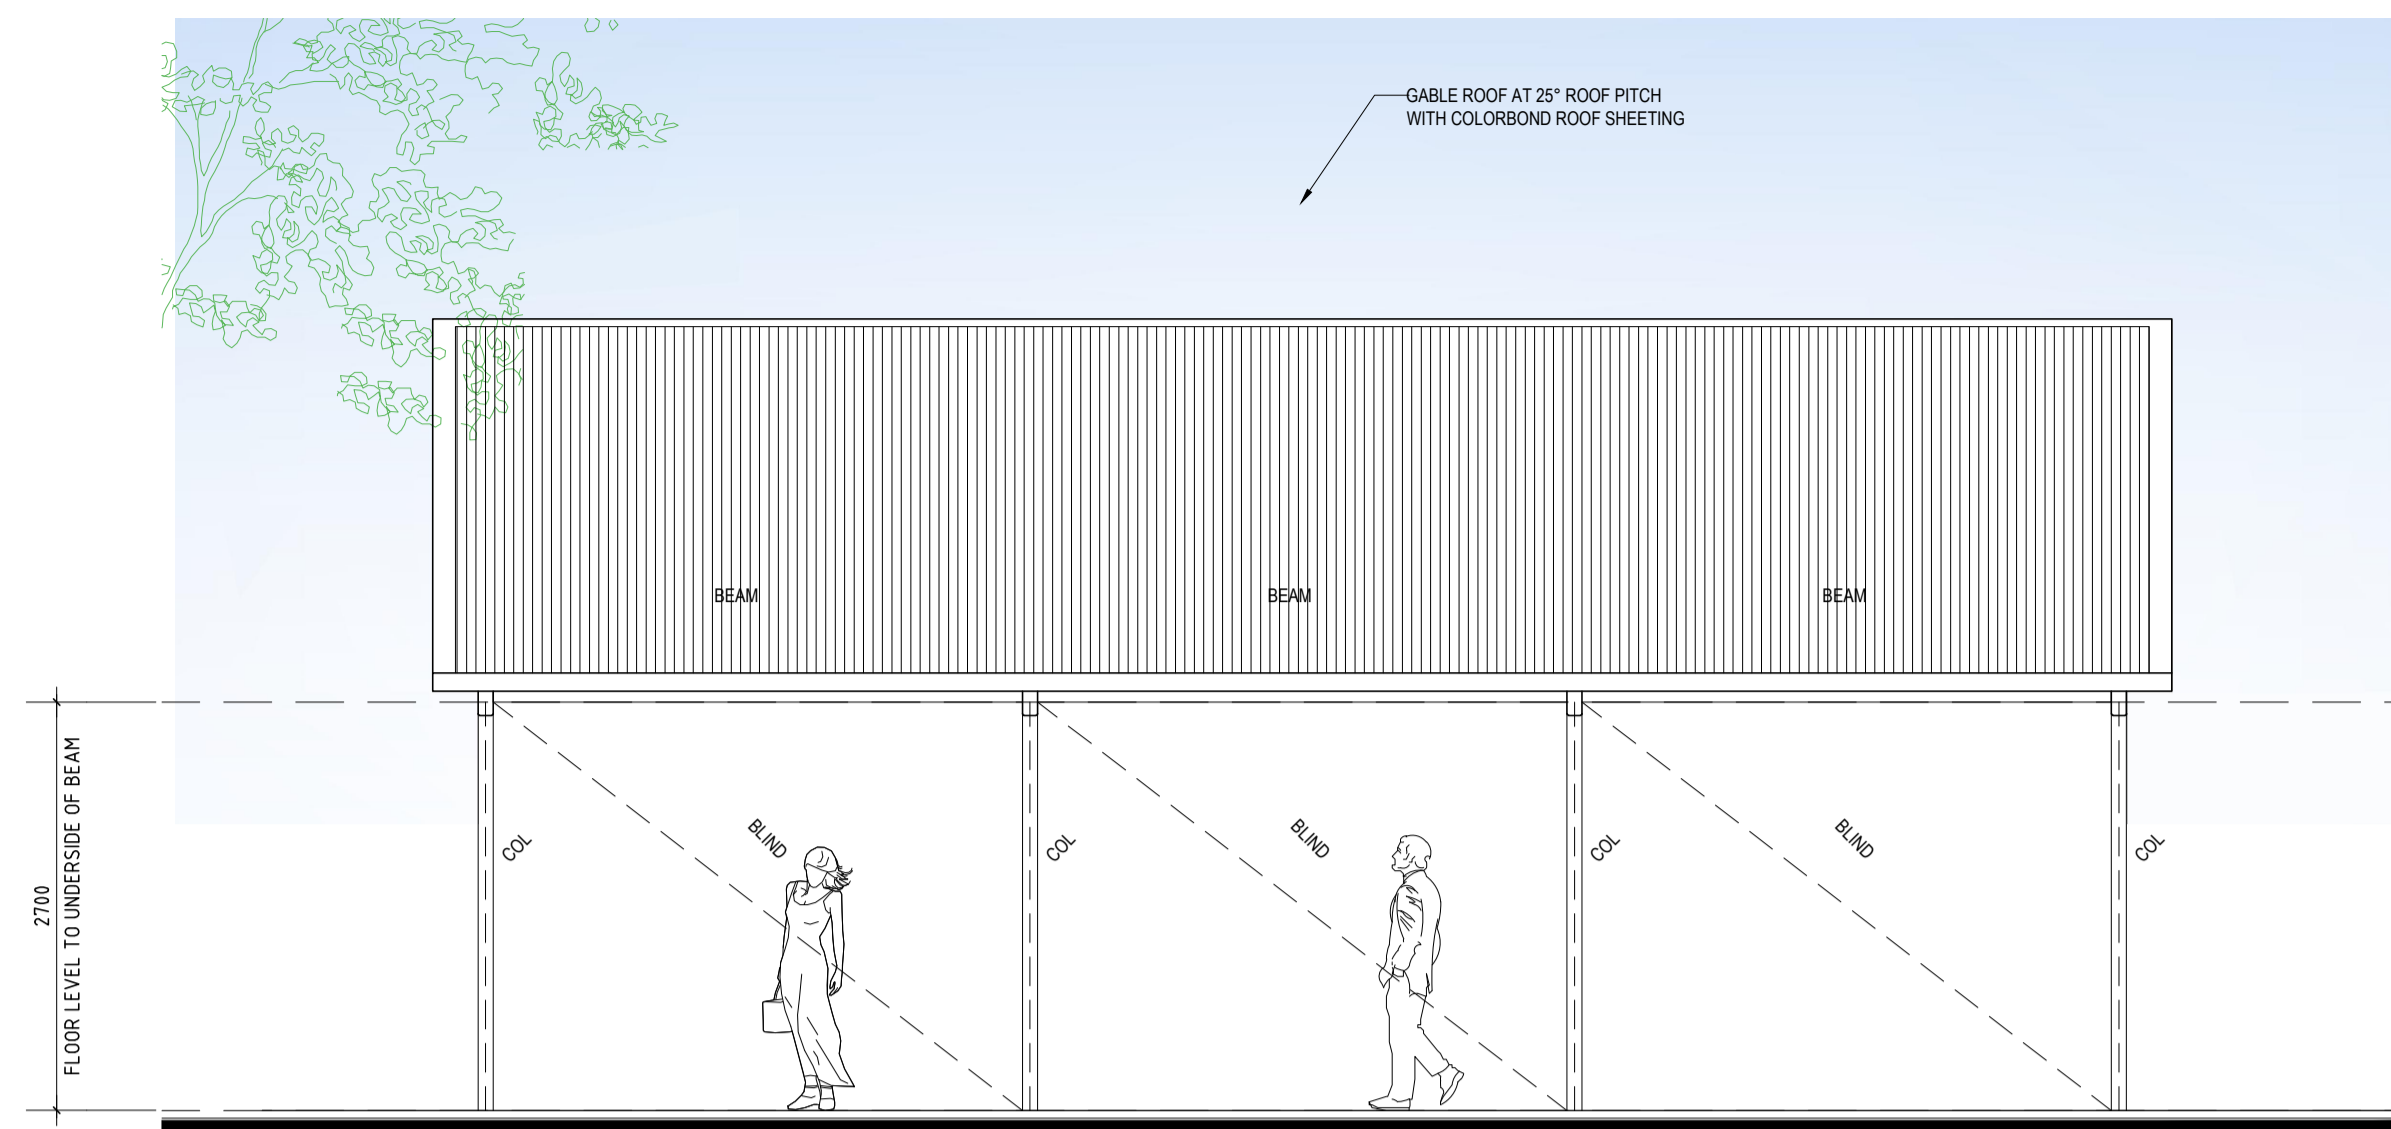 GABLE ROOF AT 25° ROOF PITCH
WITH COLORBOND ROOF SHEETING
BEAM
BEAM
BEAM
2700
FLOOR LEVEL TO UNDERSIDE OF BEAM
COL
BLIND
COL
BLIND
COL
BLIND
COL